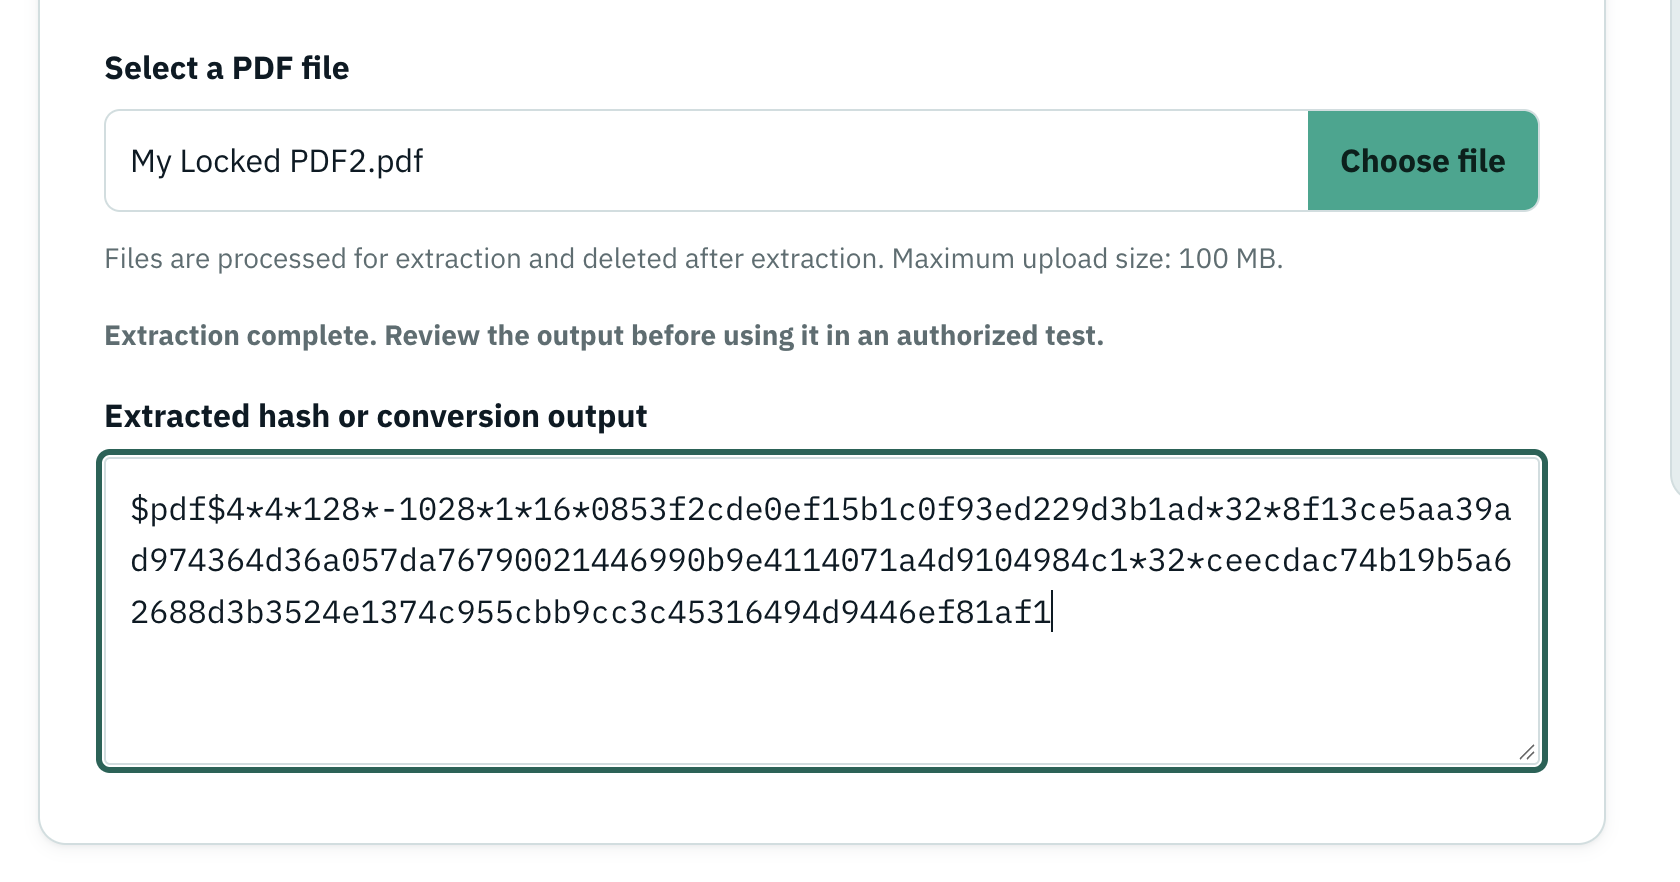 Select a PDF file
My Locked PDF2.pdf
Choose file
Files are processed for extraction and deleted after extraction. Maximum upload size: 100 MB.
Extraction complete. Review the output before using it in an authorized test.
Extracted hash or conversion output
$pdf$4*4*128*-1028*1*16*0853f2cde0ef15b1c0f93ed229d3b1ad*32*8f13ce5aa39a
d974364d36a057da76790021446990b9e4114071a4d9104984c1*32*ceecdac74b19b5a6
2688d3b3524e1374c955cbb9cc3c45316494d9446ef81af1